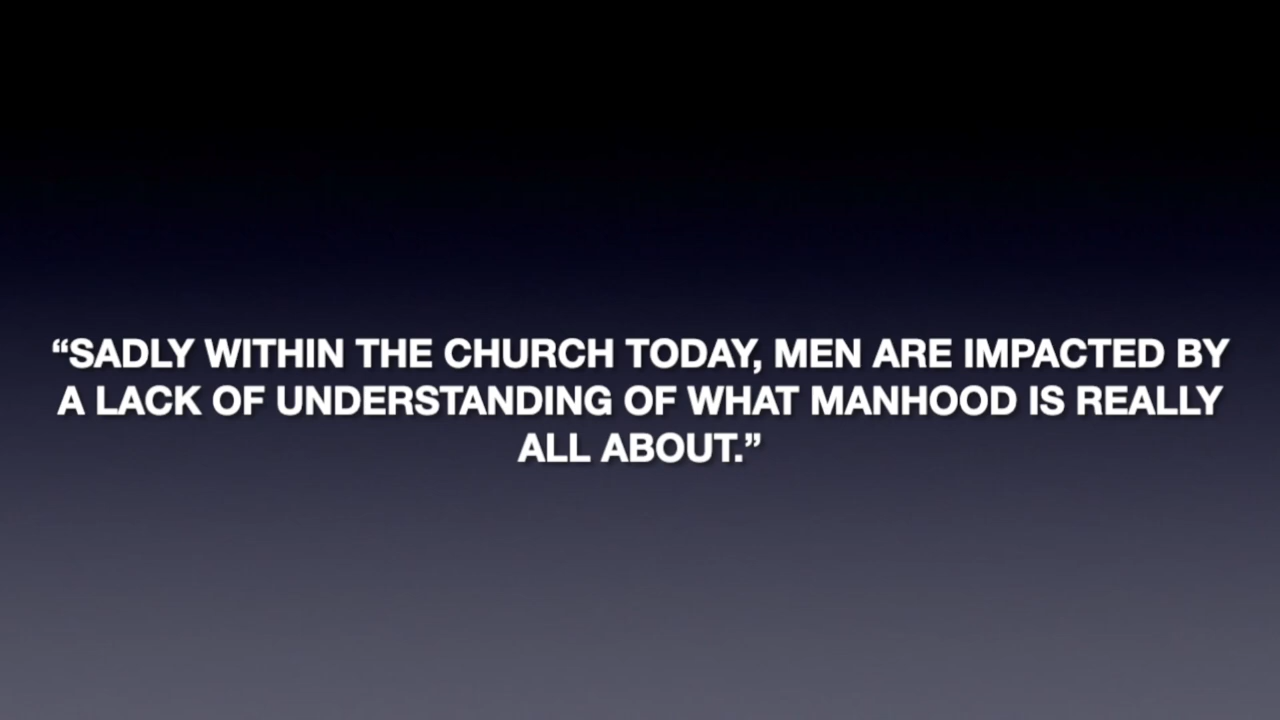 “SADLY WITHIN THE CHURCH TODAY, MEN ARE IMPACTED BY
A LACK OF UNDERSTANDING OF WHAT MANHOOD IS REALLY
ALL ABOUT.”